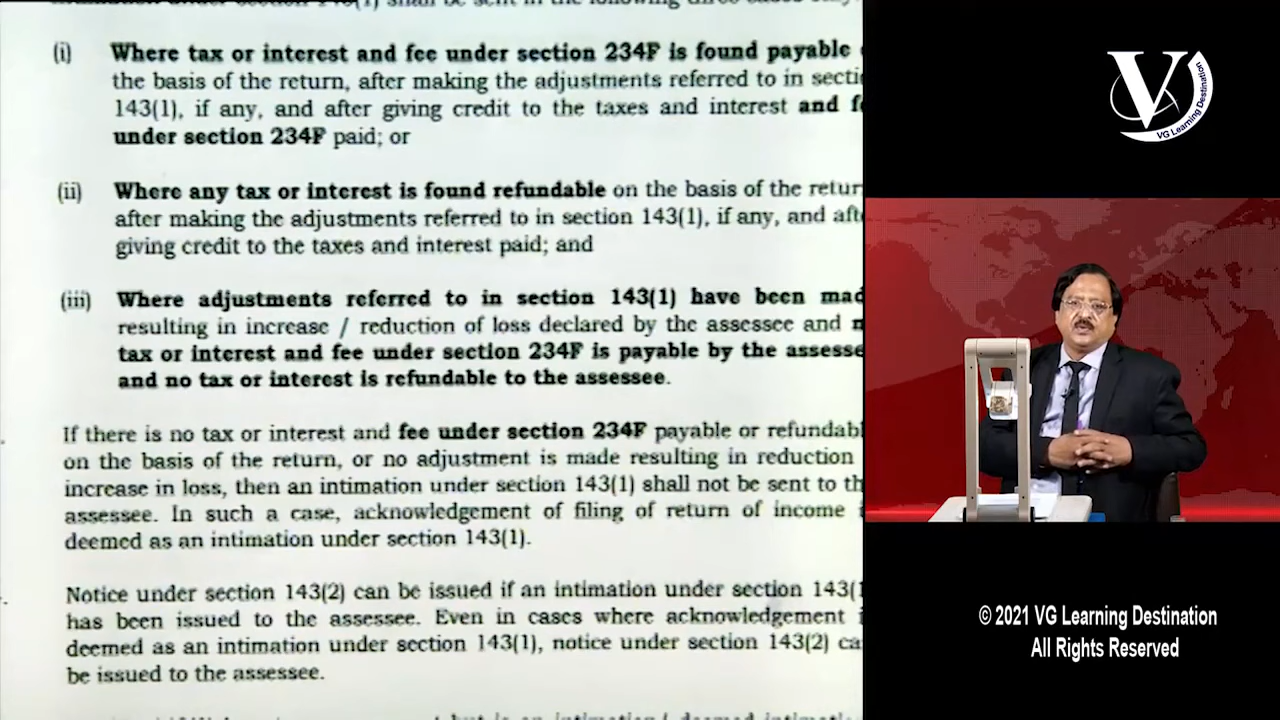 (i) Where tax or interest and fee under section 234F is found payable
the basis of the return, after making the adjustments referred to in secti
143(1), if any, and after giving credit to the taxes and interest and f
under section 234F paid; or
(ii) Where any tax or interest is found refundable on the basis of the retur
after making the adjustments referred to in section 143(1), if any, and aft
giving credit to the taxes and interest paid; and
(iii) Where adjustments referred to in section 143(1) have been mad
resulting in increase / reduction of loss declared by the assessee and
tax or interest and fee under section 234F is payable by the assesse
and no tax or interest is refundable to the assessee.
If there is no tax or interest and fee under section 234F payable or refundabl
on the basis of the return, or no adjustment is made resulting in reduction
increase in loss, then an intimation under section 143(1) shall not be sent to th
assessee. In such a case, acknowledgement of filing of return of income
deemed as an intimation under section 143(1).
Notice under section 143(2) can be issued if an intimation under section 143(1
has been issued to the assessee. Even in cases where acknowledgement
deemed as an intimation under section 143(1), notice under section 143(2) ca
be issued to the assessee.
V
VG Learning Destination
© 2021 VG Learning Destination
All Rights Reserved